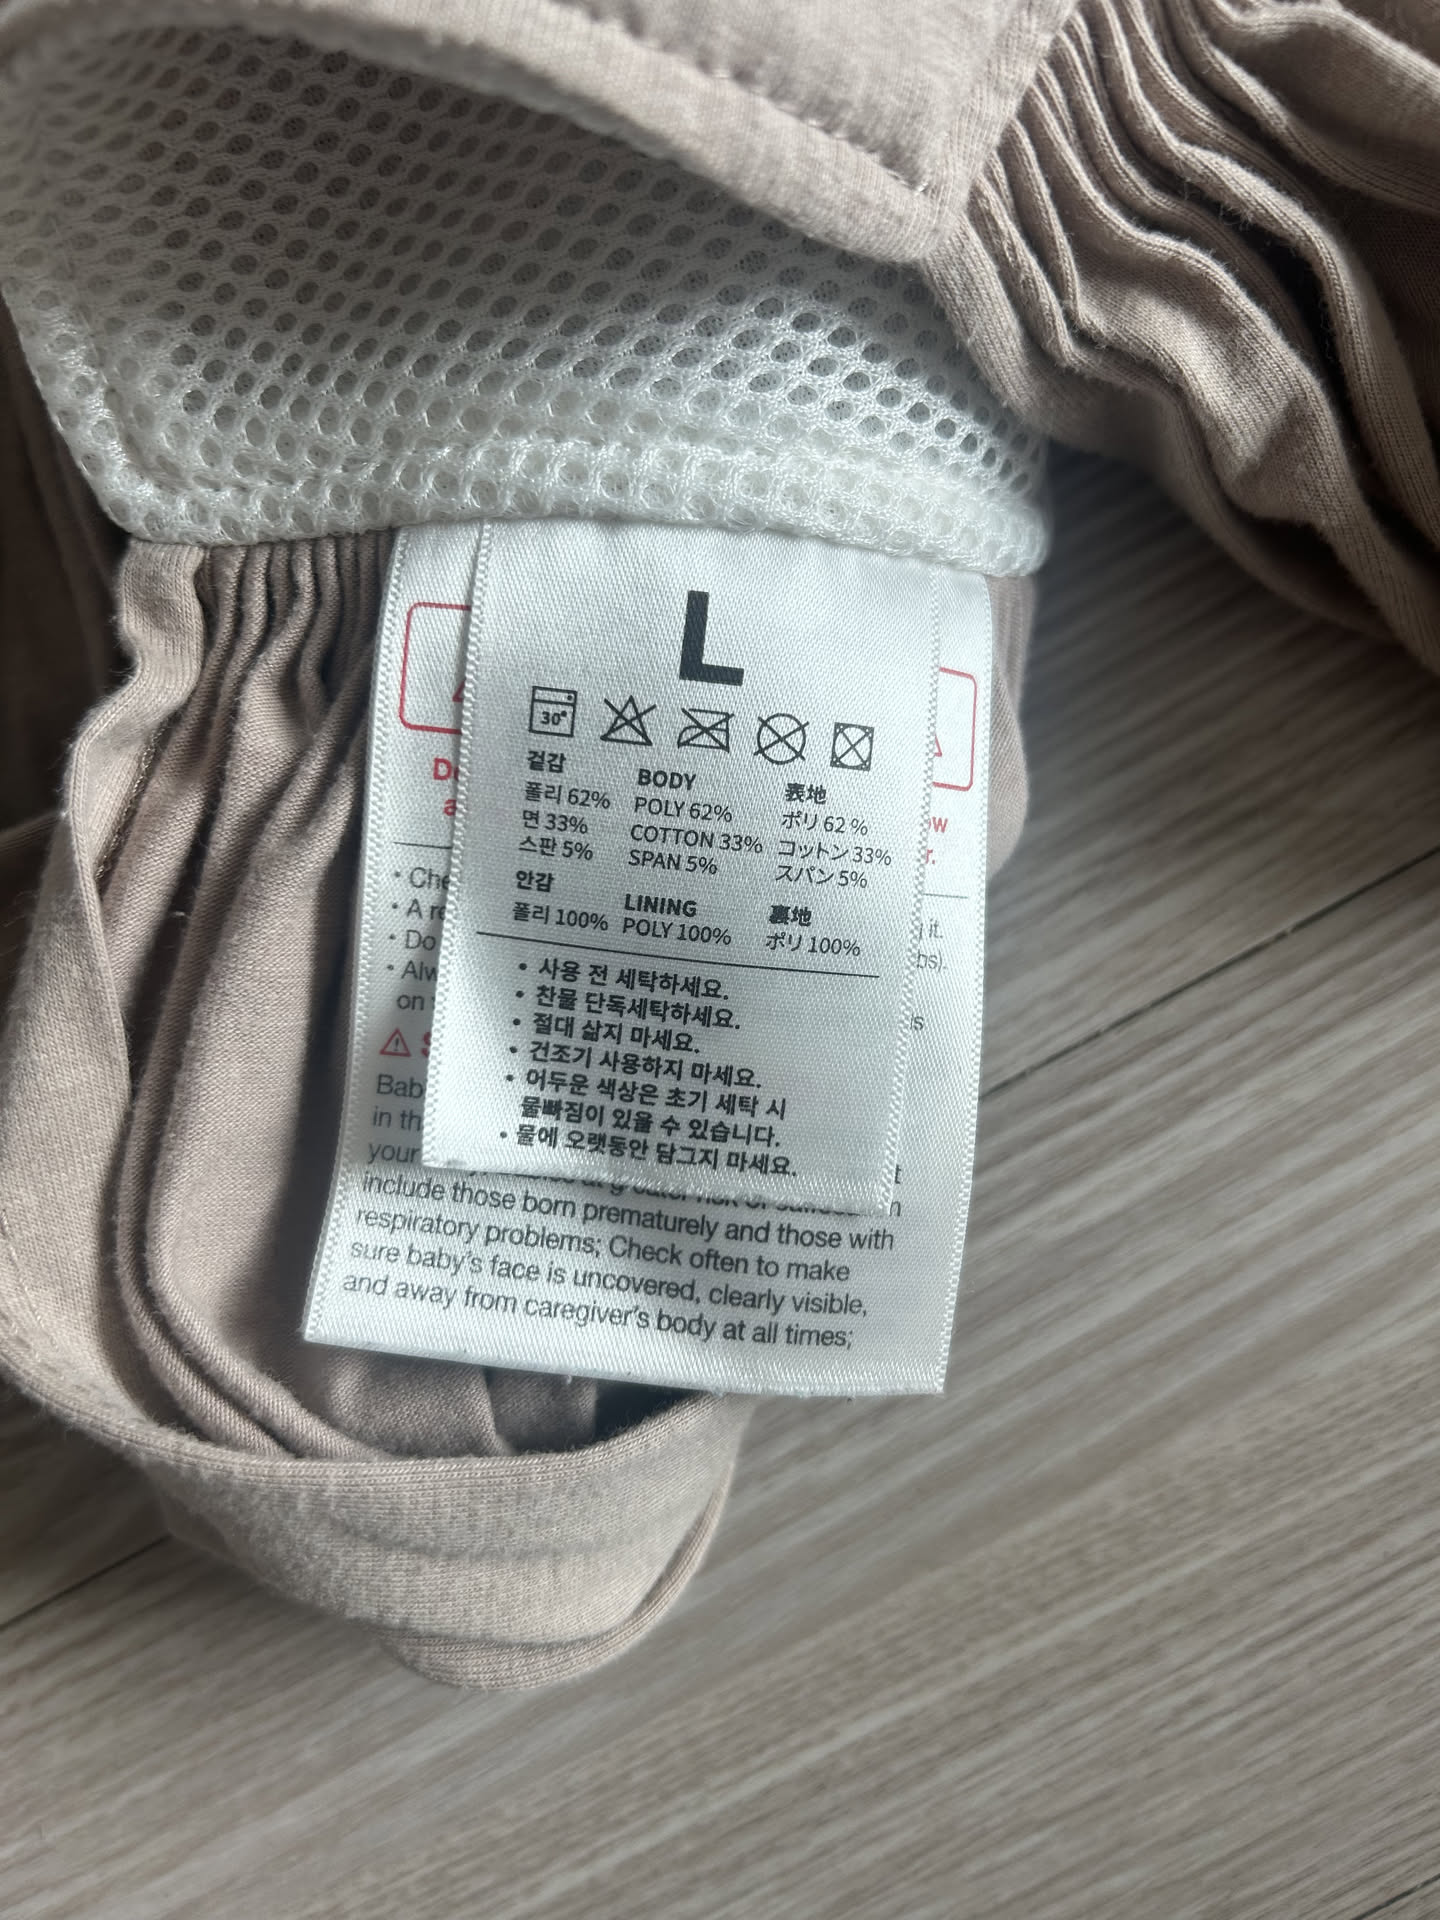 L
30°
겉감 BODY 表地
폴리 62% POLY 62% ポリ 62%
면 33% COTTON 33% コットン 33%
스판 5% SPAN 5% スパン 5%
안감 LINING 裏地
폴리 100% POLY 100% ポリ 100%
• 사용 전 세탁하세요.
• 찬물 단독세탁하세요.
• 절대 삶지 마세요.
• 건조기 사용하지 마세요.
• 어두운 색상은 초기 세탁 시
물빠짐이 있을 수 있습니다.
• 물에 오랫동안 담그지 마세요.
• A
• Do
on
in
your
include those born prematurely and those with
respiratory problems; Check often to make
sure baby's face is uncovered, clearly visible,
and away from caregiver's body at all times;
it.